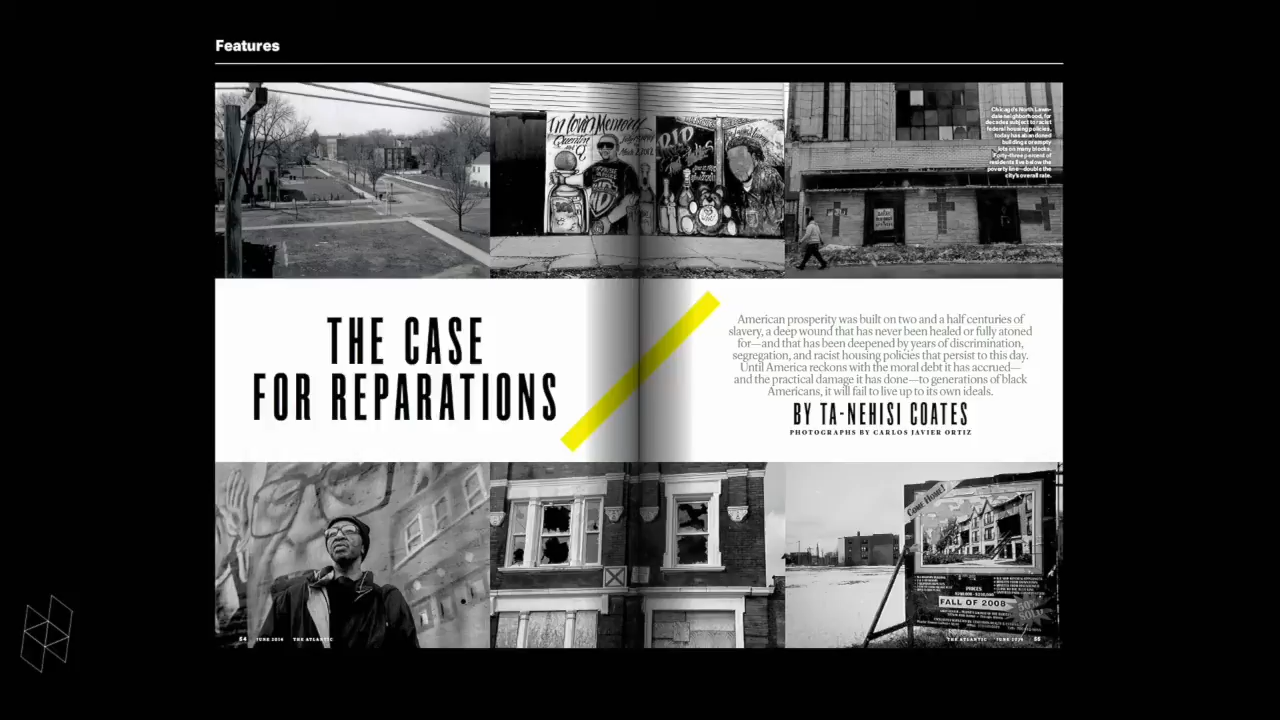 Features
In Lovin Memory
RIP
Chicago's North Lawn-
dale neighborhood, for
decades subject to racist
federal housing policies,
today has abandoned
buildings or empty
lots on many blocks.
Forty-three percent of
residents live below the
poverty line—double the
city's overall rate.
THE CASE
FOR REPARATIONS
American prosperity was built on two and a half centuries of
slavery, a deep wound that has never been healed or fully atoned
for—and that has been deepened by years of discrimination,
segregation, and racist housing policies that persist to this day.
Until America reckons with the moral debt it has accrued—
and the practical damage it has done—to generations of black
Americans, it will fail to live up to its own ideals.
BY TA-NEHISI COATES
PHOTOGRAPHS BY CARLOS JAVIER ORTIZ
Come Home!
PRICES
FALL OF 2008
54 JUNE 2014 THE ATLANTIC
THE ATLANTIC JUNE 2014 55